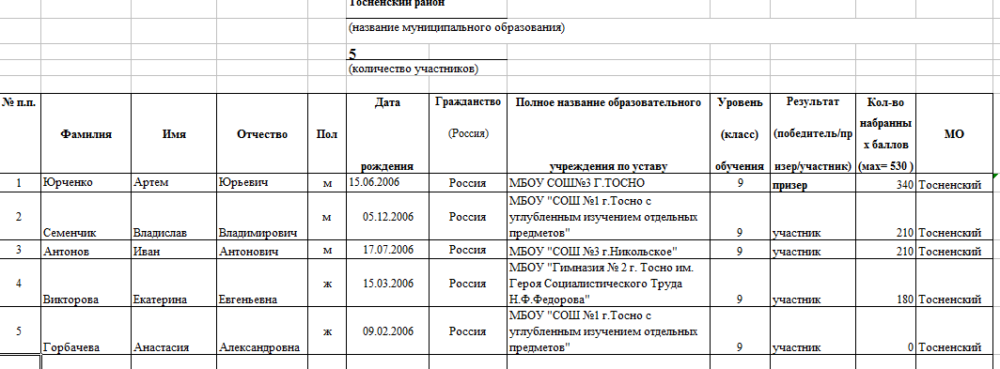 Тосненский район
(название муниципального образования)
5
(количество участников)
№ п.п. Фамилия Имя Отчество Пол Дата рождения Гражданство (Россия) Полное название образовательного учреждения по уставу Уровень (класс) обучения Результат (победитель/призер/участник) Кол-во набранных баллов (мах= 530 ) МО
1 Юрченко Артем Юрьевич м 15.06.2006 Россия МБОУ СОШ№3 Г.ТОСНО 9 призер 340 Тосненский
2 Семенчик Владислав Владимирович м 05.12.2006 Россия МБОУ "СОШ №1 г.Тосно с
углубленным изучением отдельных
предметов" 9 участник 210 Тосненский
3 Антонов Иван Антонович м 17.07.2006 Россия МБОУ "СОШ №3 г.Никольское" 9 участник 210 Тосненский
4 Викторова Екатерина Евгеньевна ж 15.03.2006 Россия МБОУ "Гимназия № 2 г. Тосно им.
Героя Социалистического Труда
Н.Ф.Федорова" 9 участник 180 Тосненский
5 Горбачева Анастасия Александровна ж 09.02.2006 Россия МБОУ "СОШ №1 г.Тосно с
углубленным изучением отдельных
предметов" 9 участник 0 Тосненский